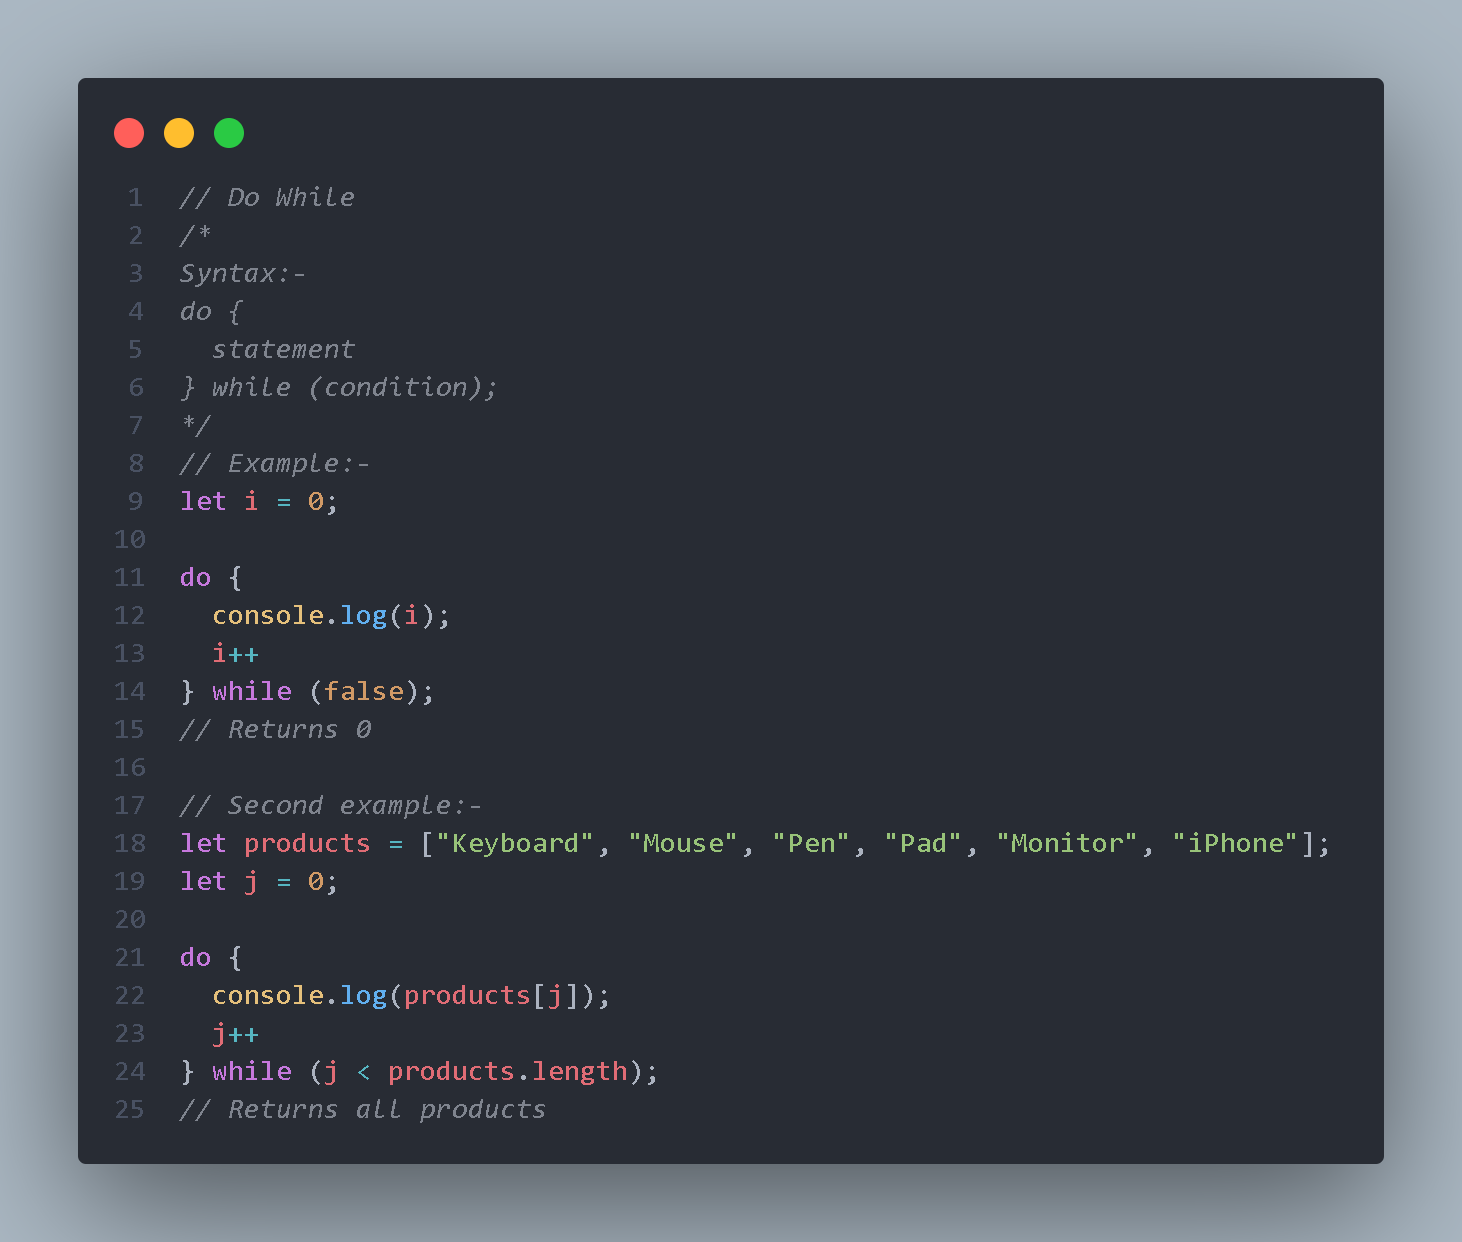 1 // Do While
2 /*
3 Syntax:-
4 do {
5   statement
6 } while (condition);
7 */
8 // Example:-
9 let i = 0;
10
11 do {
12   console.log(i);
13   i++
14 } while (false);
15 // Returns 0
16
17 // Second example:-
18 let products = ["Keyboard", "Mouse", "Pen", "Pad", "Monitor", "iPhone"];
19 let j = 0;
20
21 do {
22   console.log(products[j]);
23   j++
24 } while (j < products.length);
25 // Returns all products